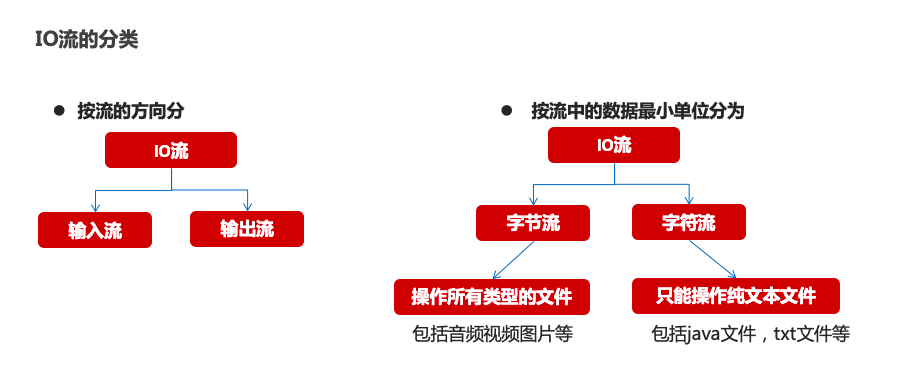 IO流的分类
● 按流的方向分
IO流
输入流
输出流
● 按流中的数据最小单位分为
IO流
字节流
字符流
操作所有类型的文件
只能操作纯文本文件
包括音频视频图片等
包括java文件，txt文件等